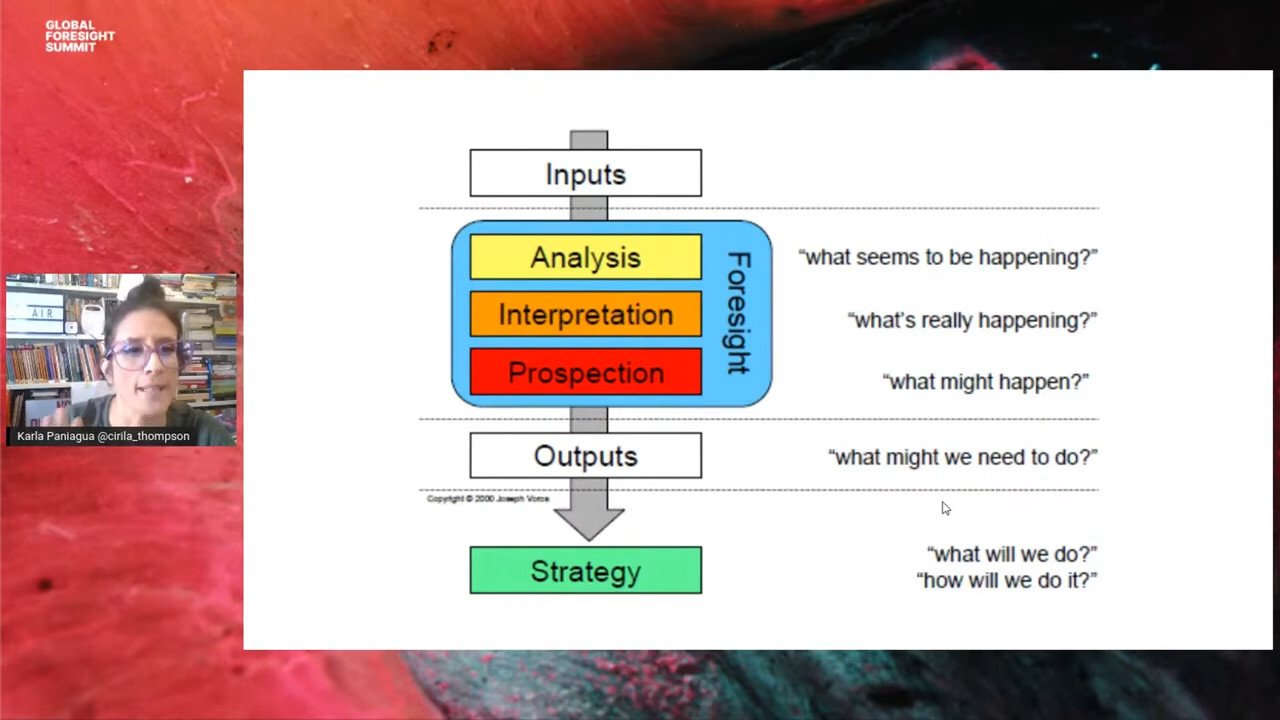 GLOBAL
FORESIGHT
SUMMIT
Inputs
Analysis
"what seems to be happening?"
Interpretation
"what's really happening?"
Prospection
"what might happen?"
Foresight
Outputs
"what might we need to do?"
Copyright © 2000 Joseph Voros
Strategy
"what will we do?"
"how will we do it?"
AIR
Karla Paniagua @cirila_thompson